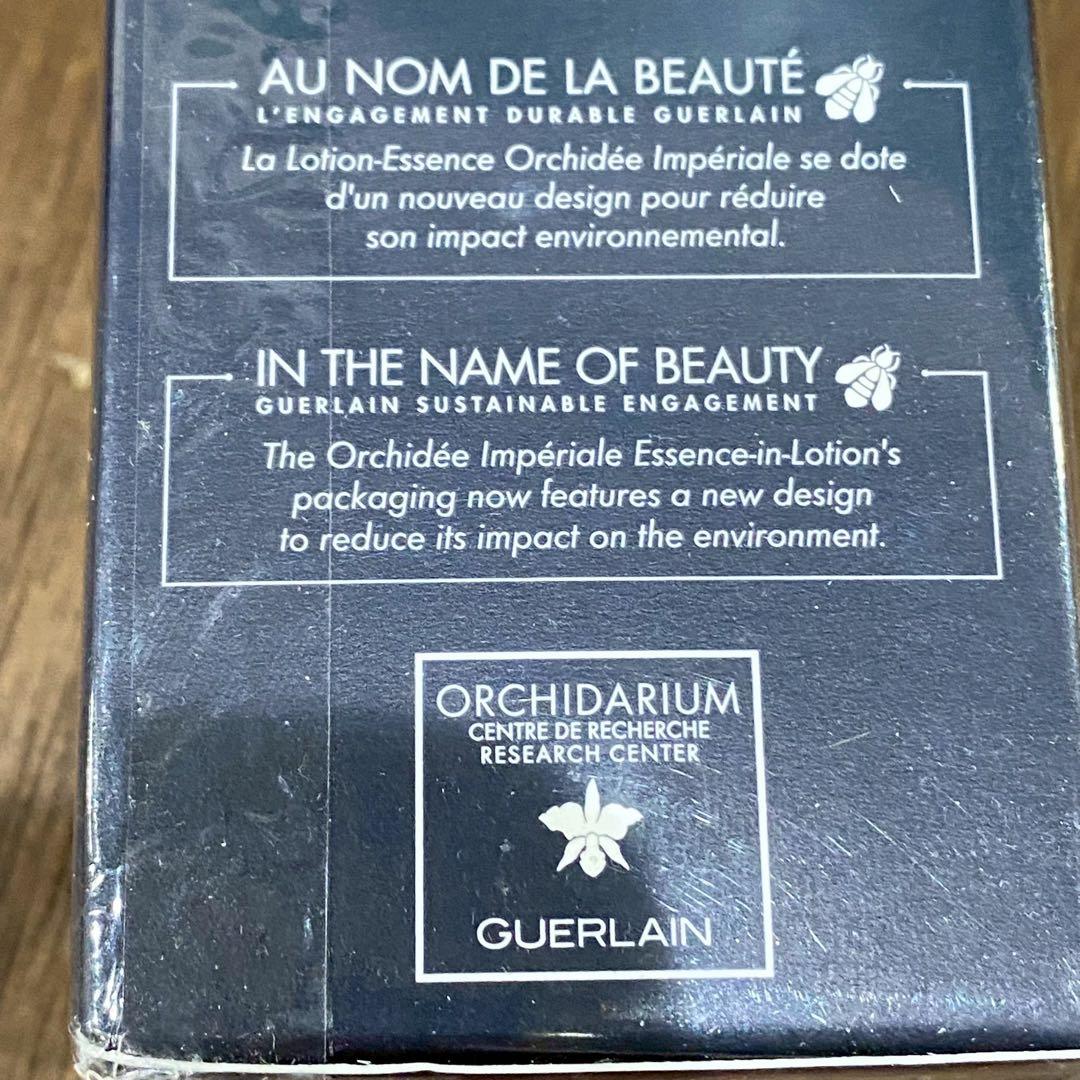 AU NOM DE LA BEAUTÉ
L'ENGAGEMENT DURABLE GUERLAIN
La Lotion-Essence Orchidée Impériale se dote
d'un nouveau design pour réduire
son impact environnemental.
IN THE NAME OF BEAUTY
GUERLAIN SUSTAINABLE ENGAGEMENT
The Orchidée Impériale Essence-in-Lotion's
packaging now features a new design
to reduce its impact on the environment.
ORCHIDARIUM
CENTRE DE RECHERCHE
RESEARCH CENTER
GUERLAIN